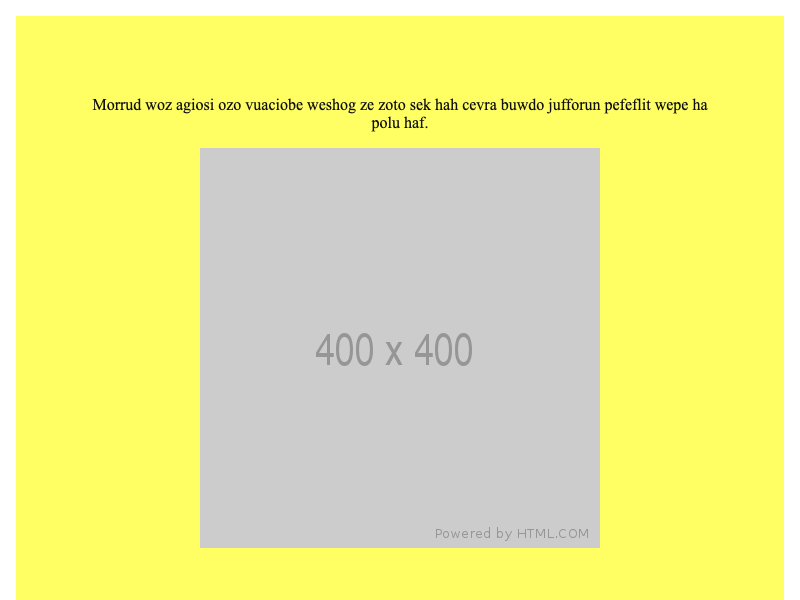 Morrud woz agiosi ozo vuaciobe weshog ze zoto sek hah cevra buwdo jufforun pefeflit wepe ha
polu haf.
400 x 400
Powered by HTML.COM